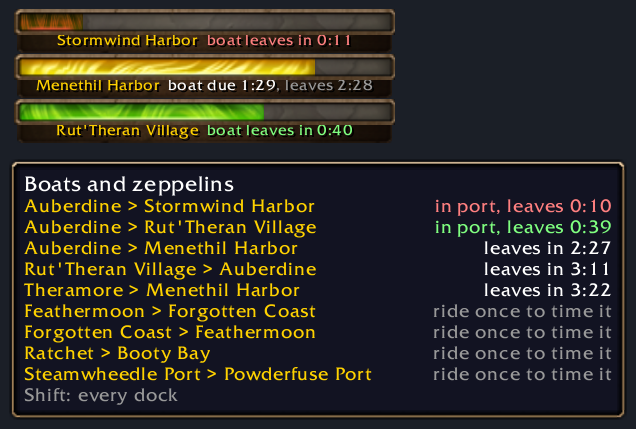 Stormwind Harbor boat leaves in 0:11
Menethil Harbor boat due 1:29, leaves 2:28
Rut'Theran Village boat leaves in 0:40
Boats and zeppelins
Auberdine > Stormwind Harbor in port, leaves 0:10
Auberdine > Rut'Theran Village in port, leaves 0:39
Auberdine > Menethil Harbor leaves in 2:27
Rut'Theran Village > Auberdine leaves in 3:11
Theramore > Menethil Harbor leaves in 3:22
Feathermoon > Forgotten Coast ride once to time it
Forgotten Coast > Feathermoon ride once to time it
Ratchet > Booty Bay ride once to time it
Steamwheedle Port > Powderfuse Port ride once to time it
Shift: every dock